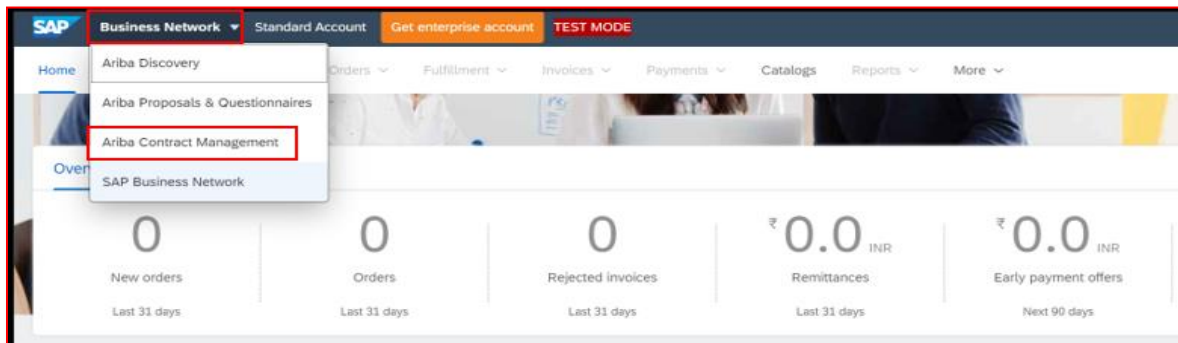 SAP Business Network Standard Account Get enterprise account TEST MODE
Home Orders Fulfillment Invoices Payments Catalogs Reports More
Ariba Discovery
Ariba Proposals & Questionnaires
Ariba Contract Management
SAP Business Network
0 0 0 ₹ 0.0 INR ₹ 0.0 INR
New orders Orders Rejected invoices Remittances Early payment offers
Last 31 days Last 31 days Last 31 days Last 31 days Next 90 days